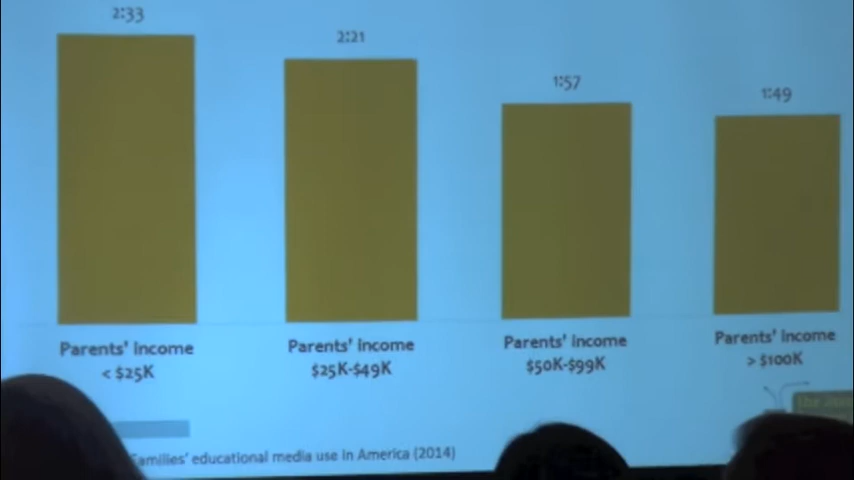 2:33
2:21
1:57
1:49
Parents' income
< $25K
Parents' income
$25K-$49K
Parents' income
$50K-$99K
Parents' income
> $100K
Families' educational media use in America (2014)